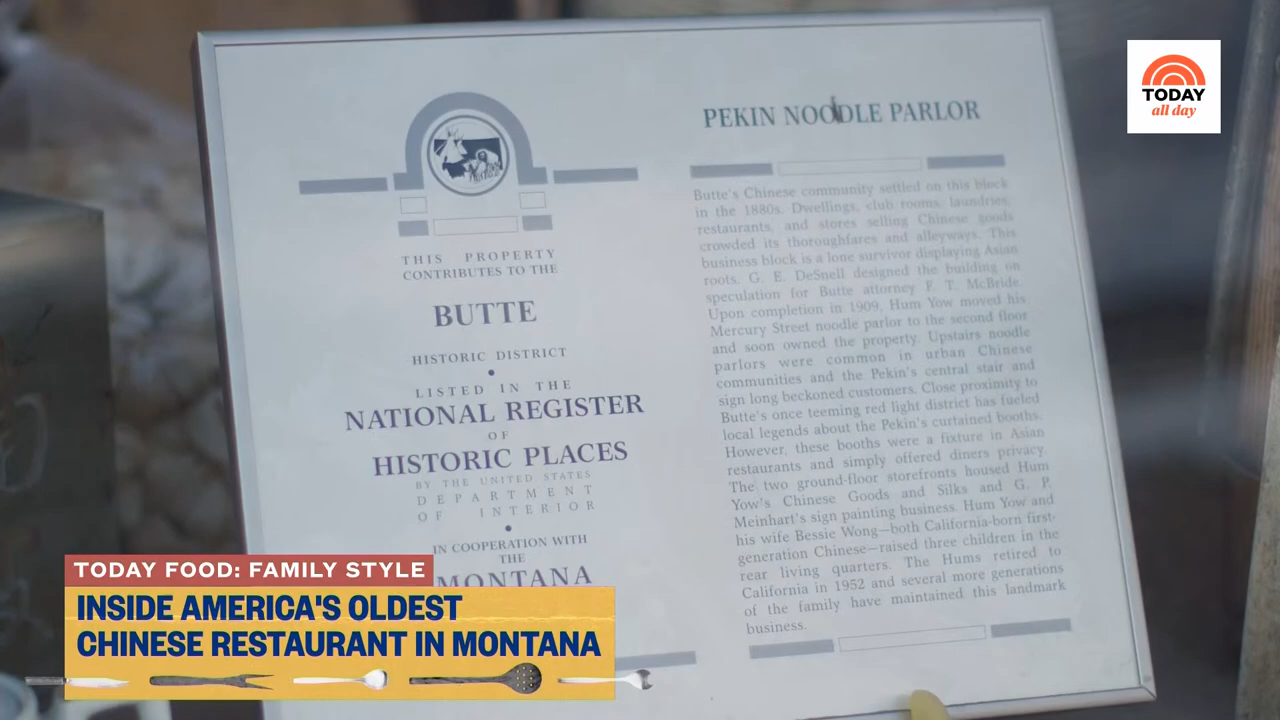 THIS PROPERTY
CONTRIBUTES TO THE
BUTTE
HISTORIC DISTRICT
LISTED IN THE
NATIONAL REGISTER
OF
HISTORIC PLACES
BY THE UNITED STATES
DEPARTMENT
OF INTERIOR
IN COOPERATION WITH
THE
MONTANA
PEKIN NOODLE PARLOR
Butte's Chinese community settled on this block
in the 1880s. Dwellings, club rooms, laundries,
restaurants, and stores selling Chinese goods
crowded its thoroughfares and alleyways. This
business block is a lone survivor displaying Asian
roots. G. E. DeSnell designed the building on
speculation for Butte attorney F. T. McBride.
Upon completion in 1909, Hum Yow moved his
Mercury Street noodle parlor to the second floor
and soon owned the property. Upstairs noodle
parlors were common in urban Chinese
communities and the Pekin's central stair and
sign long beckoned customers. Close proximity to
Butte's once teeming red light district has fueled
local legends about the Pekin's curtained booths.
However, these booths were a fixture in Asian
restaurants and simply offered diners privacy.
The two ground-floor storefronts housed Hum
Yow's Chinese Goods and Silks and G. P.
Meinhart's sign painting business. Hum Yow and
his wife Bessie Wong—both California-born first-
generation Chinese—raised three children in the
rear living quarters. The Hums retired to
California in 1952 and several more generations
of the family have maintained this landmark
business.
TODAY
all day
TODAY FOOD: FAMILY STYLE
INSIDE AMERICA'S OLDEST
CHINESE RESTAURANT IN MONTANA